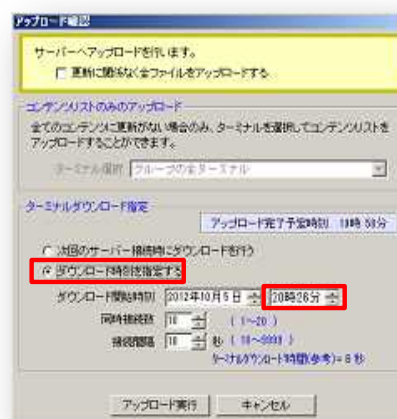 アップロード確認
サーバーへアップロードを行います。
更新に関係なく全ファイルをアップロードする
コンテンツリストのみのアップロード
全てのコンテンツに更新がない場合のみ、ターミナルを選択してコンテンツリストを
アップロードすることができます。
ターミナル選択 グループの全ターミナル
ターミナルダウンロード指定
アップロード完了予定時刻 19時 58分
次回のサーバー接続時にダウンロードを行う
ダウンロード時刻を指定する
ダウンロード開始時刻 2012年10月 5日 20時26分
同時接続数 10 (1～20)
接続間隔 10 秒 (10～9999)
ターミナルダウンロード時間(参考)= 8 秒
アップロード実行 キャンセル